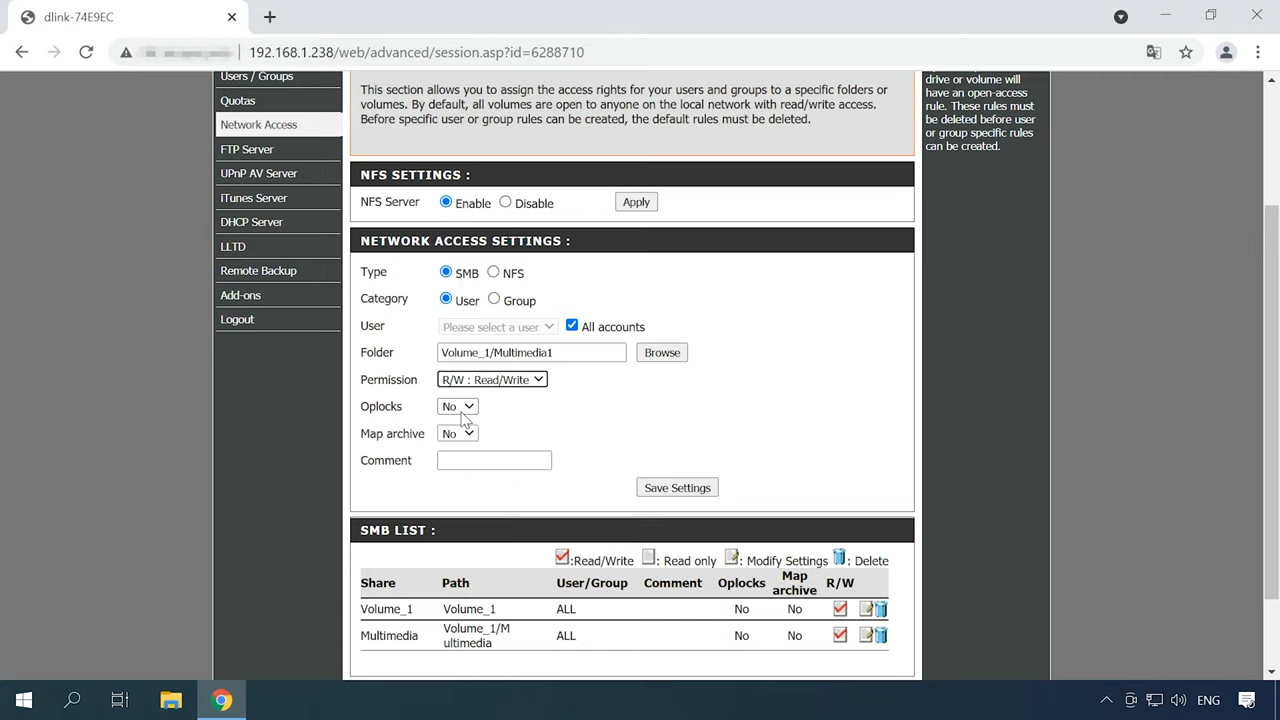 dlink-74E9EC
192.168.1.238/web/advanced/session.asp?id=6288710
Users / Groups
Quotas
Network Access
FTP Server
UPnP AV Server
iTunes Server
DHCP Server
LLTD
Remote Backup
Add-ons
Logout
This section allows you to assign the access rights for your users and groups to a specific folders or
volumes. By default, all volumes are open to anyone on the local network with read/write access.
Before specific user or group rules can be created, the default rules must be deleted.
drive or volume will
have an open-access
rule. These rules must
be deleted before user
or group specific rules
can be created.
NFS SETTINGS :
NFS Server Enable Disable Apply
NETWORK ACCESS SETTINGS :
Type SMB NFS
Category User Group
User Please select a user All accounts
Folder Volume_1/Multimedia1 Browse
Permission R/W : Read/Write
Oplocks No
Map archive No
Comment
Save Settings
SMB LIST :
:Read/Write : Read only : Modify Settings : Delete
Share Path User/Group Comment Oplocks Map archive R/W
Volume_1 Volume_1 ALL No No
Multimedia Volume_1/M ALL No No
ultimedia
ENG